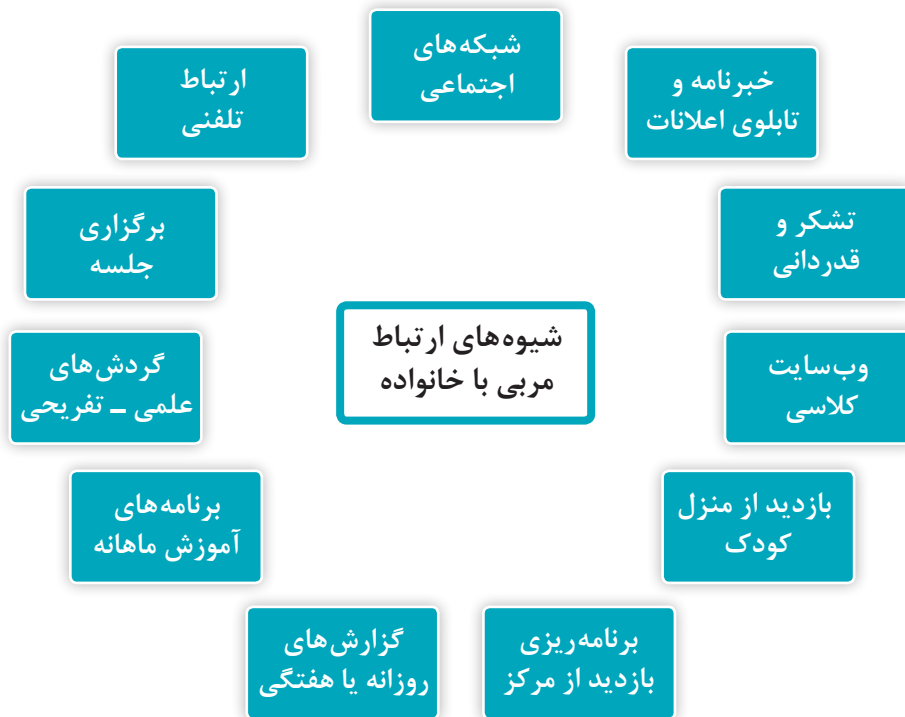 شبکه‌های
اجتماعی
خبرنامه و
تابلوی اعلانات
تشکر و
قدردانی
وب‌سایت
کلاسی
بازدید از منزل
کودک
برنامه‌ریزی
بازدید از مرکز
گزارش‌های
روزانه یا هفتگی
برنامه‌های
آموزش ماهانه
گردش‌های
علمی ـ تفریحی
برگزاری
جلسه
ارتباط
تلفنی
شیوه‌های ارتباط
مربی با خانواده